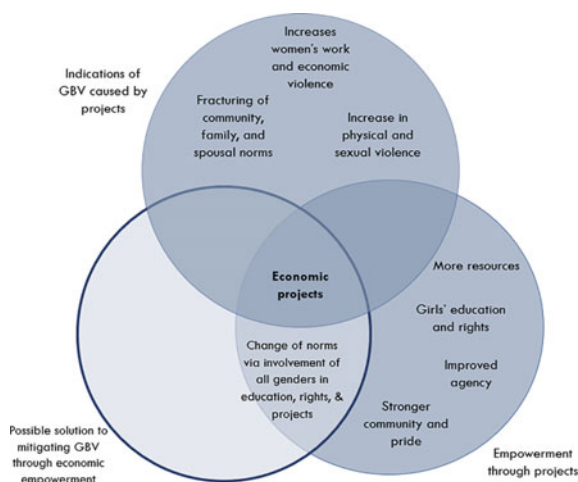 Increases
women's work
and economic
violence
Indications of
GBV caused by
projects
Fracturing of
community,
family, and
spousal norms
Increase in
physical and
sexual violence
More resources
Economic
projects
Girls' education
and rights
Change of norms
via involvement of
all genders in
education, rights, &
projects
Improved
agency
Stronger
community and
pride
Possible solution to
mitigating GBV
through economic
empowerment
Empowerment
through projects